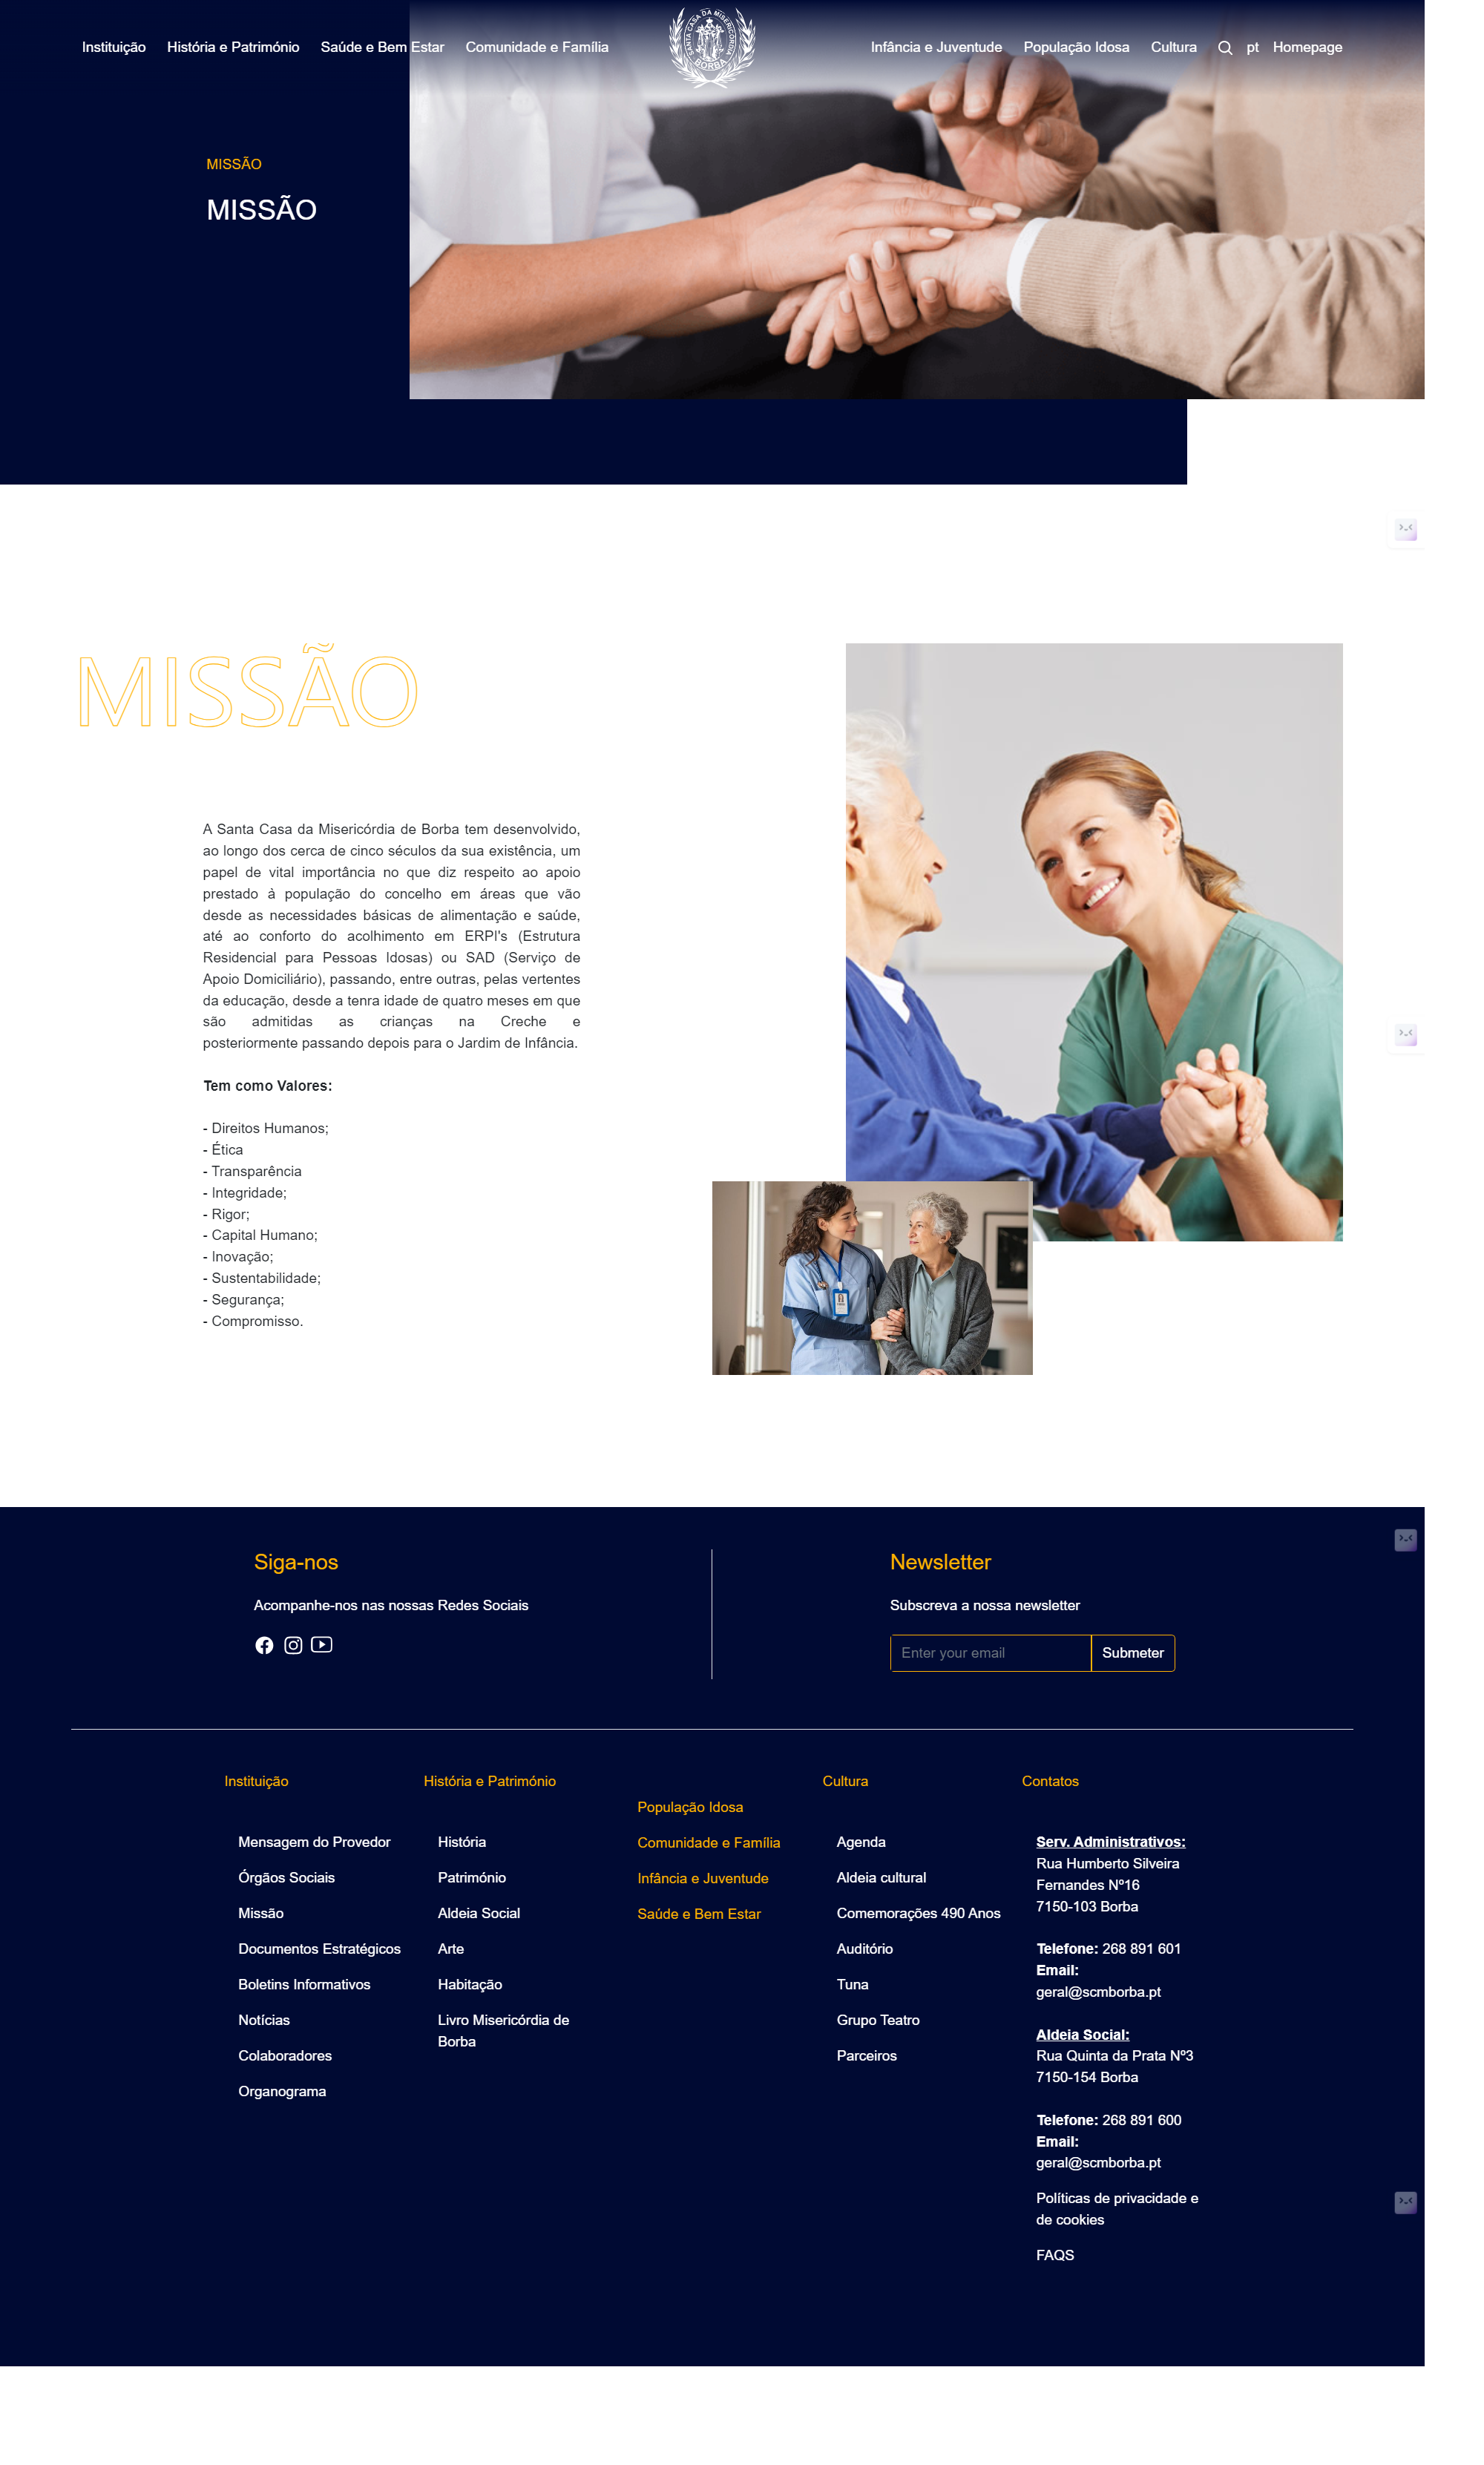 Instituição História e Património Saúde e Bem Estar Comunidade e Família
SANTA CASA DA MISERICÓRDIA
BORBA
Infância e Juventude População Idosa Cultura pt Homepage
MISSÃO
MISSÃO
MISSÃO
A Santa Casa da Misericórdia de Borba tem desenvolvido,
ao longo dos cerca de cinco séculos da sua existência, um
papel de vital importância no que diz respeito ao apoio
prestado à população do concelho em áreas que vão
desde as necessidades básicas de alimentação e saúde,
até ao conforto do acolhimento em ERPI's (Estrutura
Residencial para Pessoas Idosas) ou SAD (Serviço de
Apoio Domiciliário), passando, entre outras, pelas vertentes
da educação, desde a tenra idade de quatro meses em que
são admitidas as crianças na Creche e
posteriormente passando depois para o Jardim de Infância.
Tem como Valores:
- Direitos Humanos;
- Ética
- Transparência
- Integridade;
- Rigor;
- Capital Humano;
- Inovação;
- Sustentabilidade;
- Segurança;
- Compromisso.
Siga-nos
Acompanhe-nos nas nossas Redes Sociais
Newsletter
Subscreva a nossa newsletter
Enter your email Submeter
Instituição
Mensagem do Provedor
Órgãos Sociais
Missão
Documentos Estratégicos
Boletins Informativos
Notícias
Colaboradores
Organograma
História e Património
História
Património
Aldeia Social
Arte
Habitação
Livro Misericórdia de
Borba
População Idosa
Comunidade e Família
Infância e Juventude
Saúde e Bem Estar
Cultura
Agenda
Aldeia cultural
Comemorações 490 Anos
Auditório
Tuna
Grupo Teatro
Parceiros
Contatos
Serv. Administrativos:
Rua Humberto Silveira
Fernandes Nº16
7150-103 Borba
Telefone: 268 891 601
Email:
geral@scmborba.pt
Aldeia Social:
Rua Quinta da Prata Nº3
7150-154 Borba
Telefone: 268 891 600
Email:
geral@scmborba.pt
Políticas de privacidade e
de cookies
FAQS